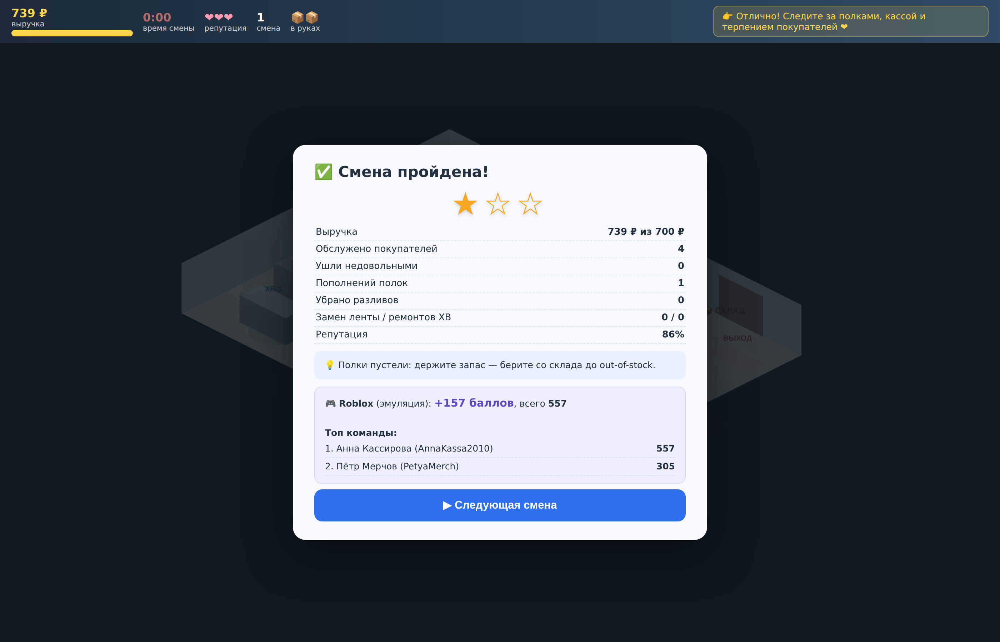 739 ₽
выручка
0:00
время смены
❤❤❤
репутация
1
смена
📦📦
в руках
👉 Отлично! Следите за полками, кассой и
терпением покупателей ❤
✅ Смена пройдена!
★ ☆ ☆
Выручка 739 ₽ из 700 ₽
Обслужено покупателей 4
Ушли недовольными 0
Пополнений полок 1
Убрано разливов 0
Замен ленты / ремонтов ХВ 0 / 0
Репутация 86%
💡 Полки пустели: держите запас — берите со склада до out-of-stock.
🎮 Roblox (эмуляция): +157 баллов, всего 557
Топ команды:
1. Анна Кассирова (AnnaKassa2010) 557
2. Пётр Мерчов (PetyaMerch) 305
▶ Следующая смена
ХВ-1
СКЛАД
ВЫХОД